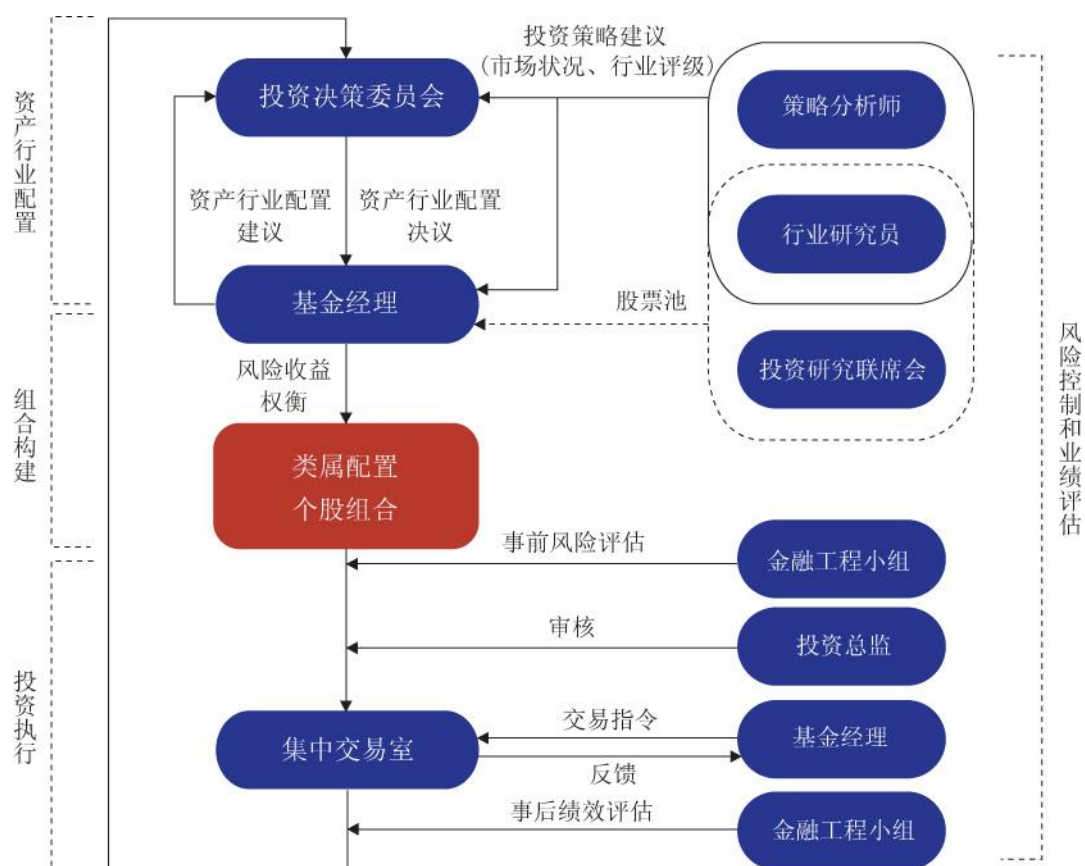 投资策略建议
(市场状况、行业评级)
投资决策委员会
策略分析师
资产行业配置
资产行业配置
建议
资产行业配置
决议
行业研究员
基金经理
股票池
投资研究联席会
风险收益
权衡
组合构建
类属配置
个股组合
风险控制和业绩评估
事前风险评估
金融工程小组
审核
投资总监
投资执行
集中交易室
交易指令
反馈
基金经理
事后绩效评估
金融工程小组